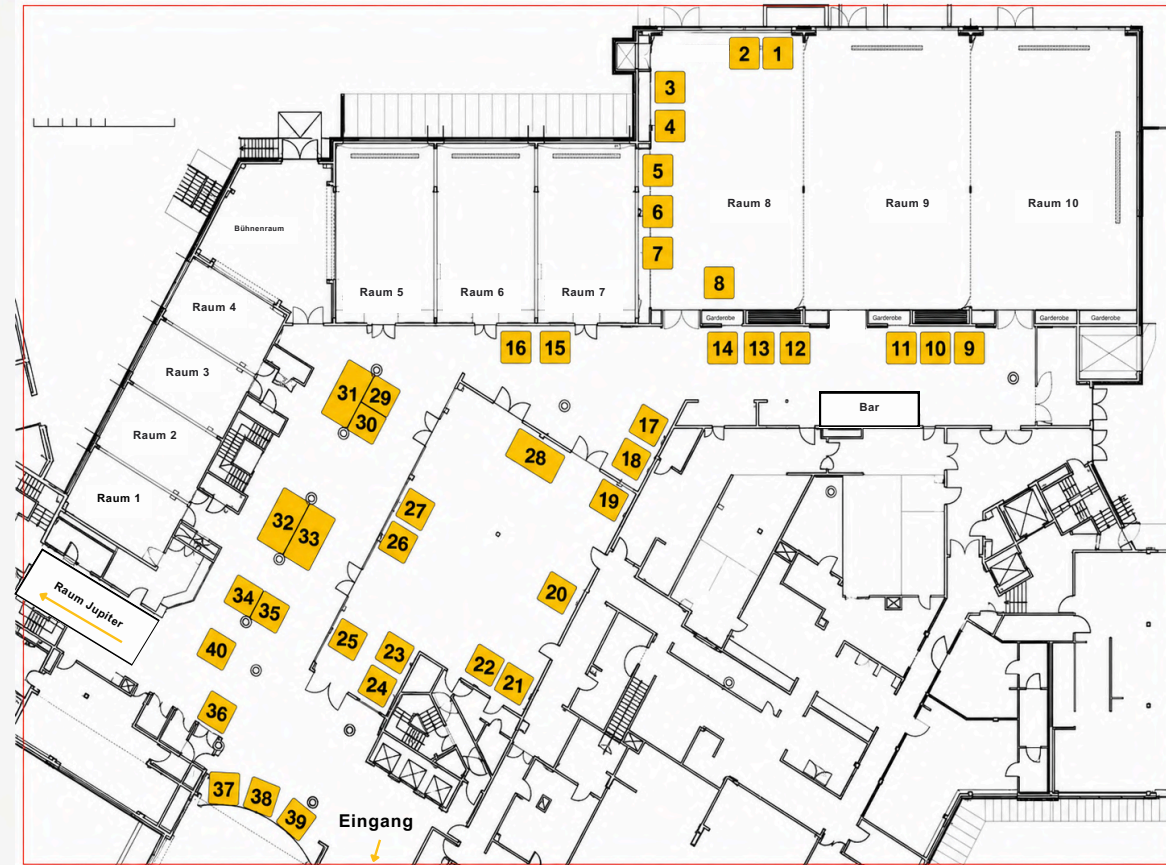 2 1
3
4
5
6
7
8
Raum 8
Raum 9
Raum 10
Bühnenraum
Raum 5
Raum 6
Raum 7
Raum 4
Raum 3
Raum 2
Raum 1
Garderobe
Garderobe
Garderobe
Garderobe
16 15
14 13 12
11 10 9
Bar
31 29
30
17
18
19
28
27
26
32 33
20
34 35
Raum Jupiter
40
25
23
24
22
21
36
37 38 39
Eingang